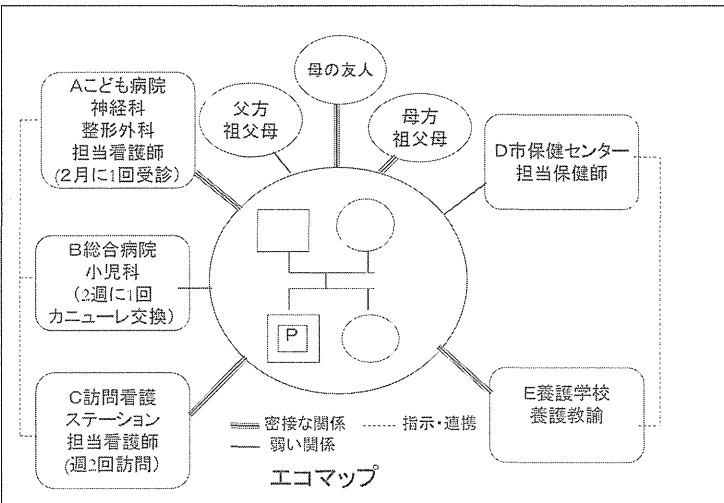 母の友人
Aこども病院
神経科
整形外科
担当看護師
(2月に1回受診)
父方
祖父母
母方
祖父母
D市保健センター
担当保健師
B総合病院
小児科
(2週に1回
カニューレ交換)
P
C訪問看護
ステーション
担当看護師
(週2回訪問)
E養護学校
養護教諭
密接な関係
指示・連携
弱い関係
エコマップ